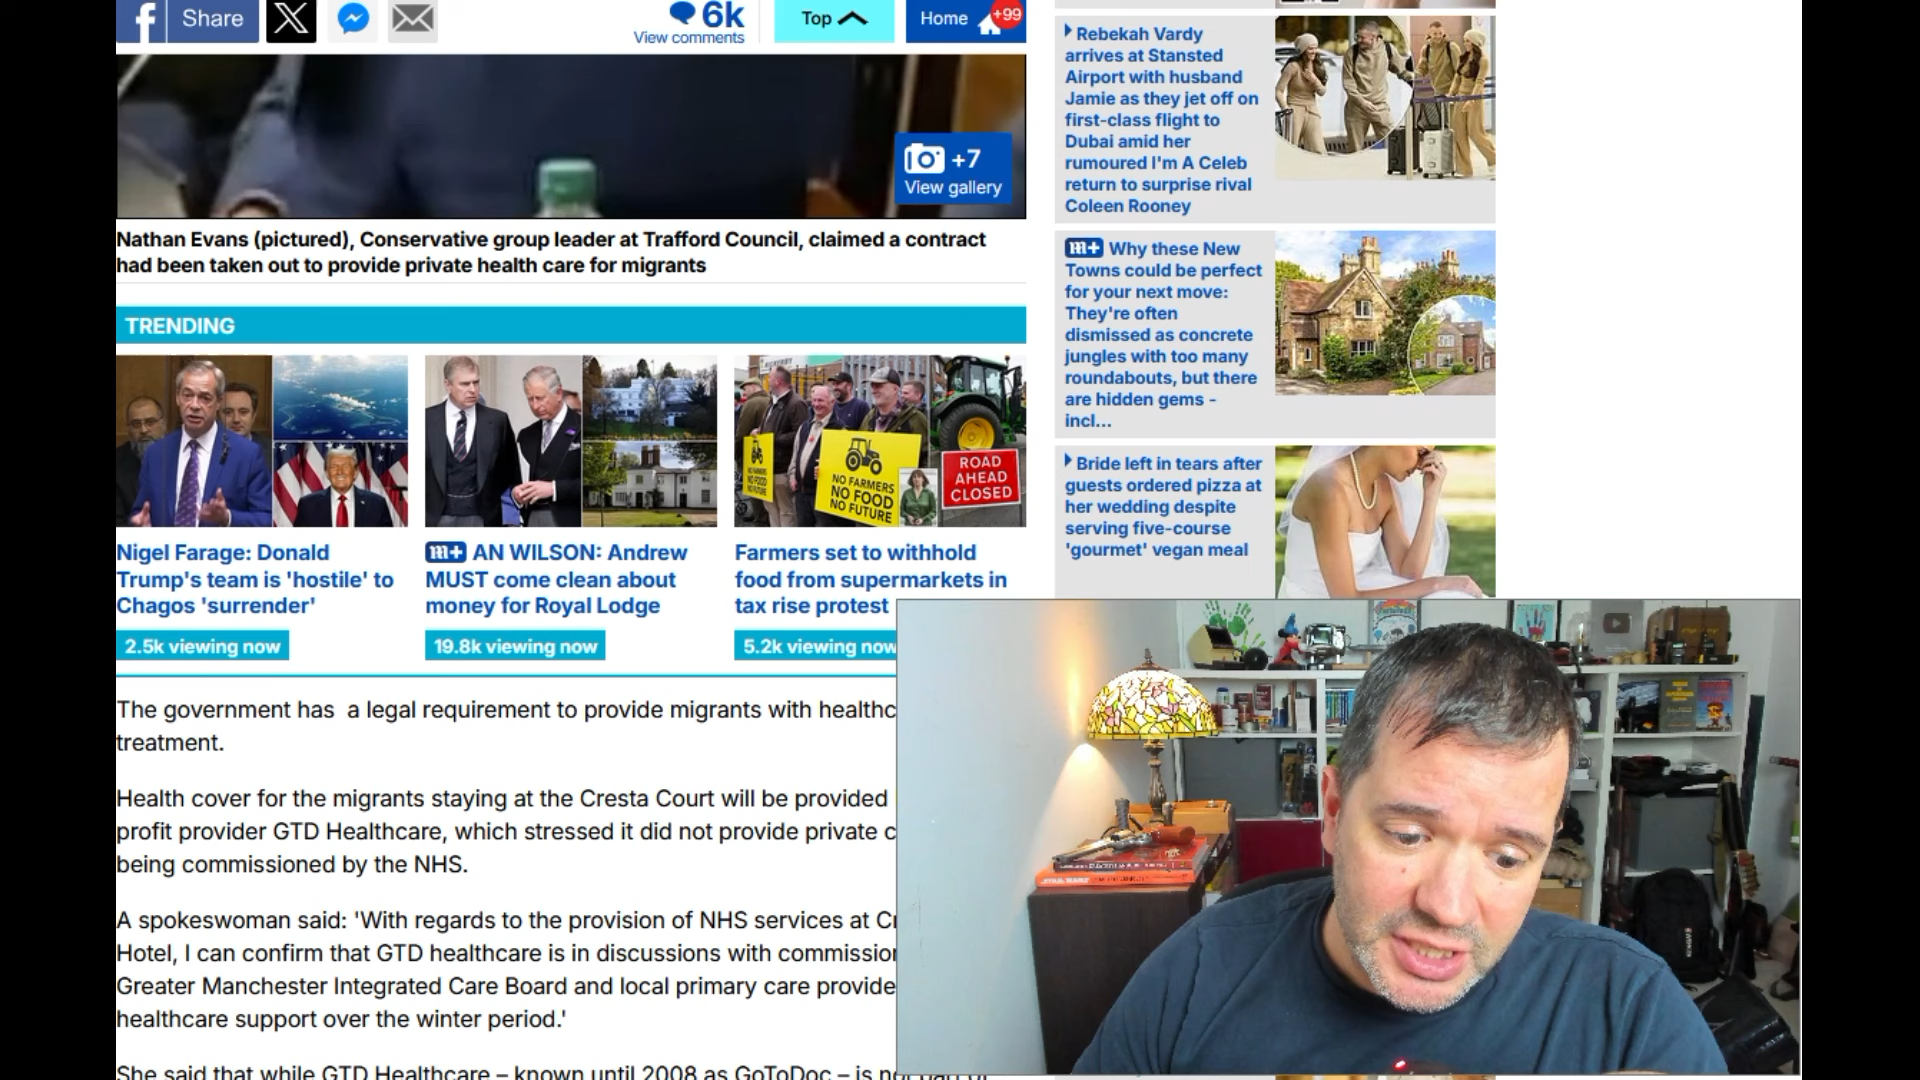 Share
6k
View comments
Top
Home
+99
+7
View gallery
Nathan Evans (pictured), Conservative group leader at Trafford Council, claimed a contract
had been taken out to provide private health care for migrants
TRENDING
NO FARMERS
NO FOOD
NO FUTURE
ROAD
AHEAD
CLOSED
Nigel Farage: Donald
Trump's team is 'hostile' to
Chagos 'surrender'
2.5k viewing now
m+ AN WILSON: Andrew
MUST come clean about
money for Royal Lodge
19.8k viewing now
Farmers set to withhold
food from supermarkets in
tax rise protest
5.2k viewing now
The government has a legal requirement to provide migrants with healthc
treatment.
Health cover for the migrants staying at the Cresta Court will be provided
profit provider GTD Healthcare, which stressed it did not provide private c
being commissioned by the NHS.
A spokeswoman said: 'With regards to the provision of NHS services at Cr
Hotel, I can confirm that GTD healthcare is in discussions with commission
Greater Manchester Integrated Care Board and local primary care provide
healthcare support over the winter period.'
She said that while GTD Healthcare – known until 2008 as GoToDoc – is not part of
Rebekah Vardy
arrives at Stansted
Airport with husband
Jamie as they jet off on
first-class flight to
Dubai amid her
rumoured I'm A Celeb
return to surprise rival
Coleen Rooney
m+ Why these New
Towns could be perfect
for your next move:
They're often
dismissed as concrete
jungles with too many
roundabouts, but there
are hidden gems -
incl...
Bride left in tears after
guests ordered pizza at
her wedding despite
serving five-course
'gourmet' vegan meal
STAR WARS